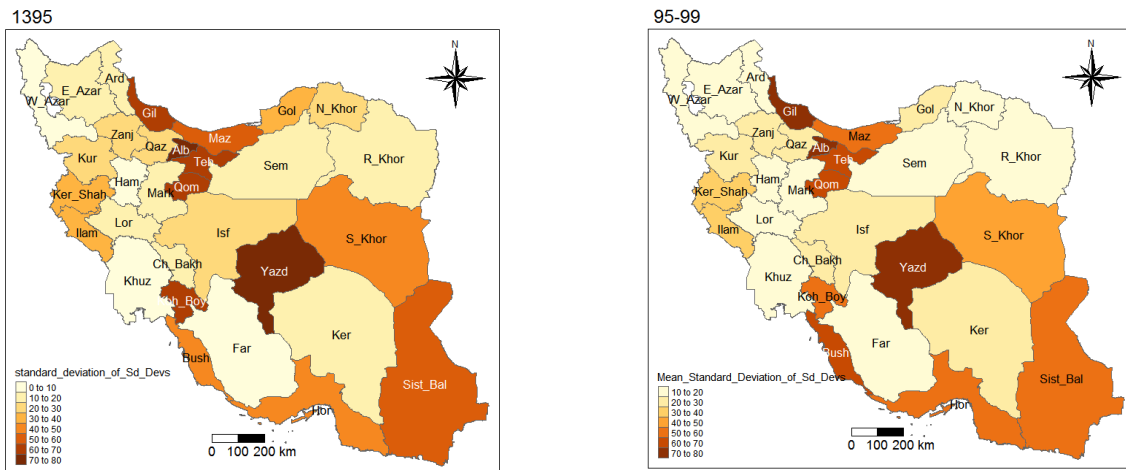 1395
N
Ard
E_Azar
W_Azar
Gil
Zanj
Qaz
Alb
Maz
Teh
Gol
N_Khor
Kur
Ham
Qom
Sem
R_Khor
Ker_Shah
Mark
Ilam
Lor
Isf
S_Khor
Ch_Bakh
Yazd
Khuz
Koh_Boy
Ker
Bush
Far
Sist_Bal
Hor
standard_deviation_of_Sd_Devs
0 to 10
10 to 20
20 to 30
30 to 40
40 to 50
50 to 60
60 to 70
70 to 80
0 100 200 km
95-99
N
Ard
E_Azar
W_Azar
Gil
Zanj
Qaz
Alb
Maz
Teh
Gol
N_Khor
Kur
Ham
Qom
Sem
R_Khor
Ker_Shah
Mark
Ilam
Lor
Isf
S_Khor
Ch_Bakh
Yazd
Khuz
Koh_Boy
Ker
Bush
Far
Sist_Bal
Hor
Mean_Standard_Deviation_of_Sd_Devs
10 to 20
20 to 30
30 to 40
40 to 50
50 to 60
60 to 70
70 to 80
0 100 200 km